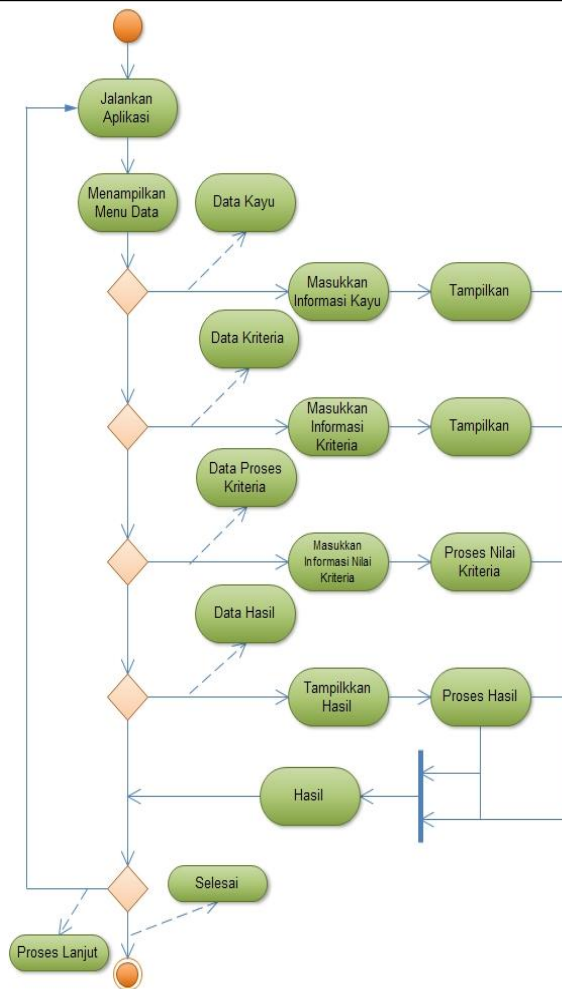 Jalankan
Aplikasi
Menampilkan
Menu Data
Data Kayu
Masukkan
Informasi Kayu
Tampilkan
Data Kriteria
Masukkan
Informasi
Kriteria
Tampilkan
Data Proses
Kriteria
Masukkan
Informasi Nilai
Kriteria
Proses Nilai
Kriteria
Data Hasil
Tampilkkan
Hasil
Proses Hasil
Hasil
Selesai
Proses Lanjut